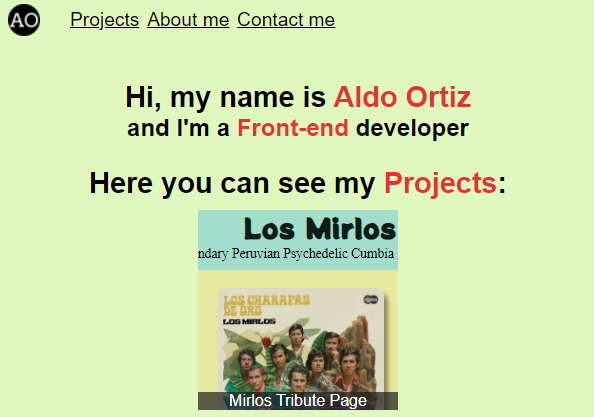 AO
Projects About me Contact me
Hi, my name is Aldo Ortiz
and I'm a Front-end developer
Here you can see my Projects:
Los Mirlos
ndary Peruvian Psychedelic Cumbia
LOS CHARAPAS
DE ORO
LOS MIRLOS
Mirlos Tribute Page